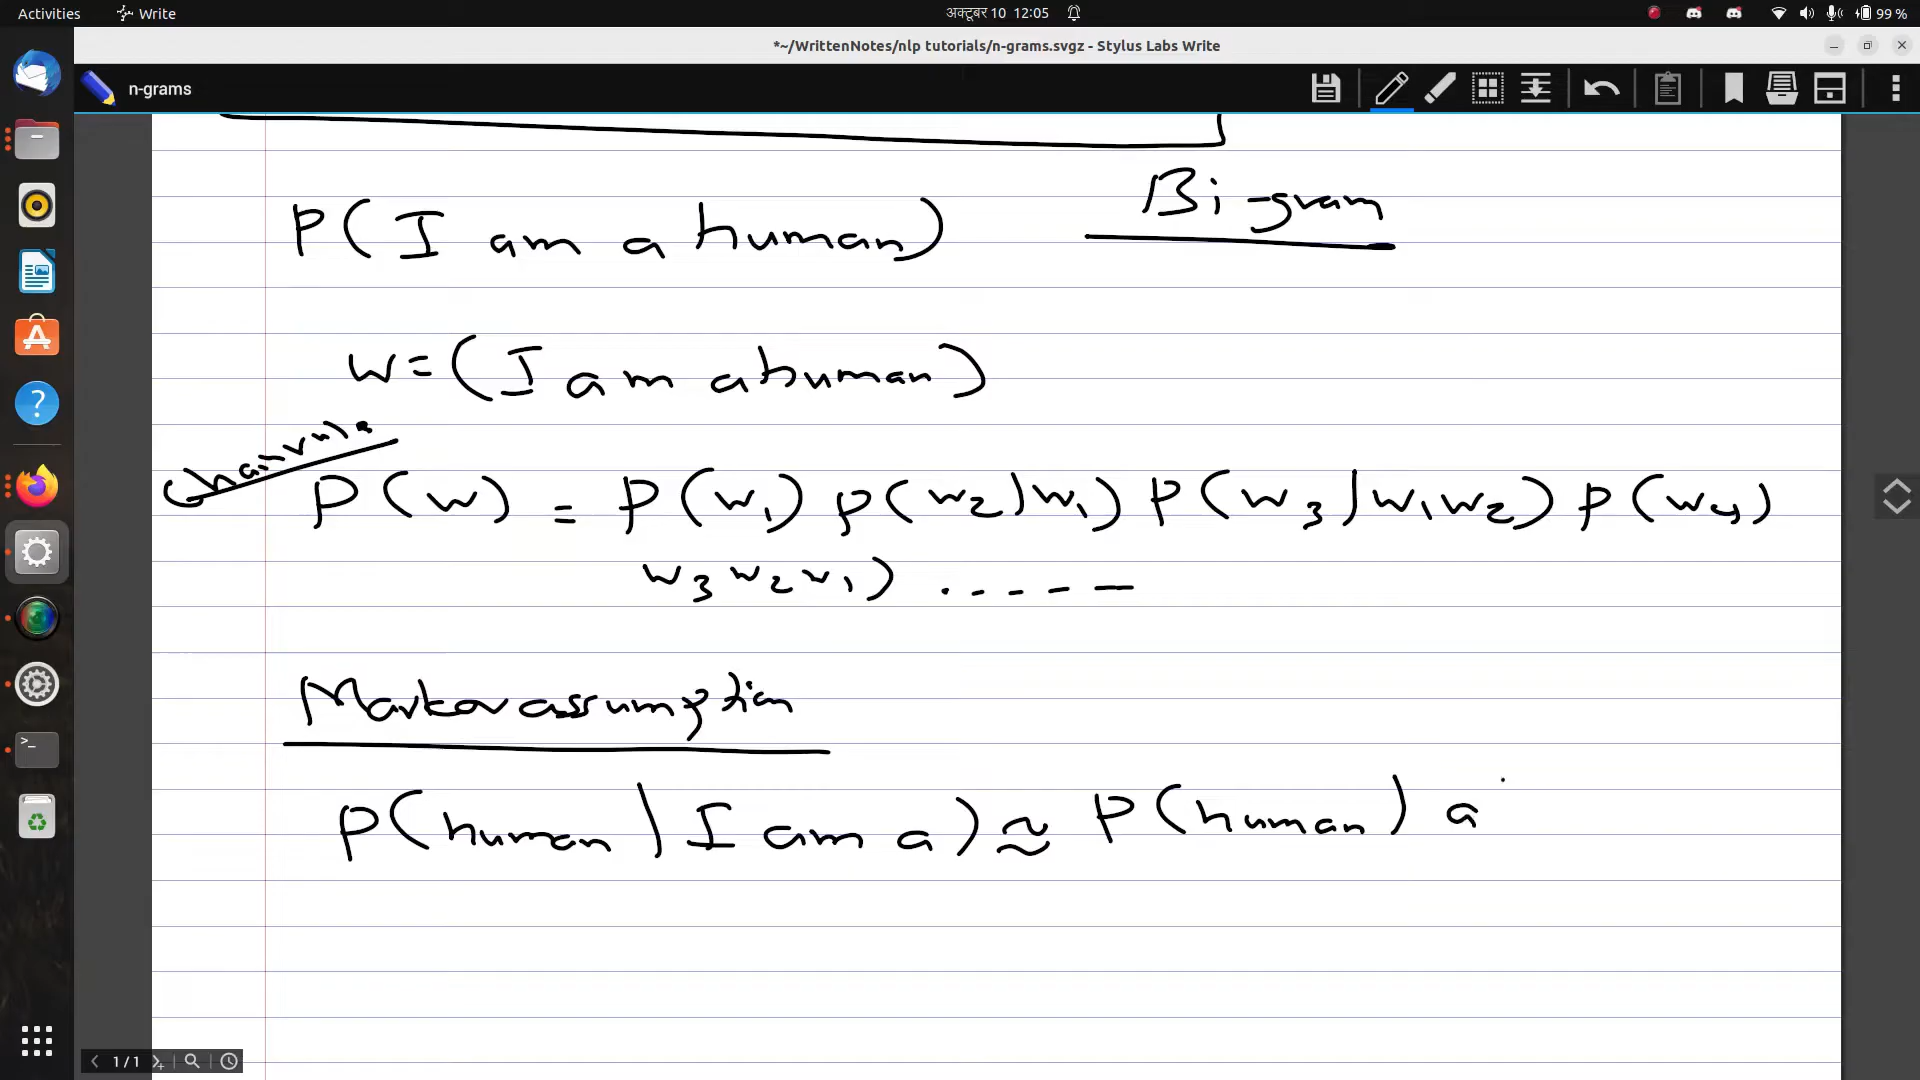 Activities Write अक्टूबर 10 12:05 99 %
*~/WrittenNotes/nlp tutorials/n-grams.svgz - Stylus Labs Write
n-grams
Bi-gram
P(I am a human)
W=(I am a human)
Chain rule
P(w) = P(w1) P(w2|w1) P(w3|w1w2) P(w4)
w3w2w1) .....–
Markov assumption
P(human | I am a) ≈ P(human) a
1/1